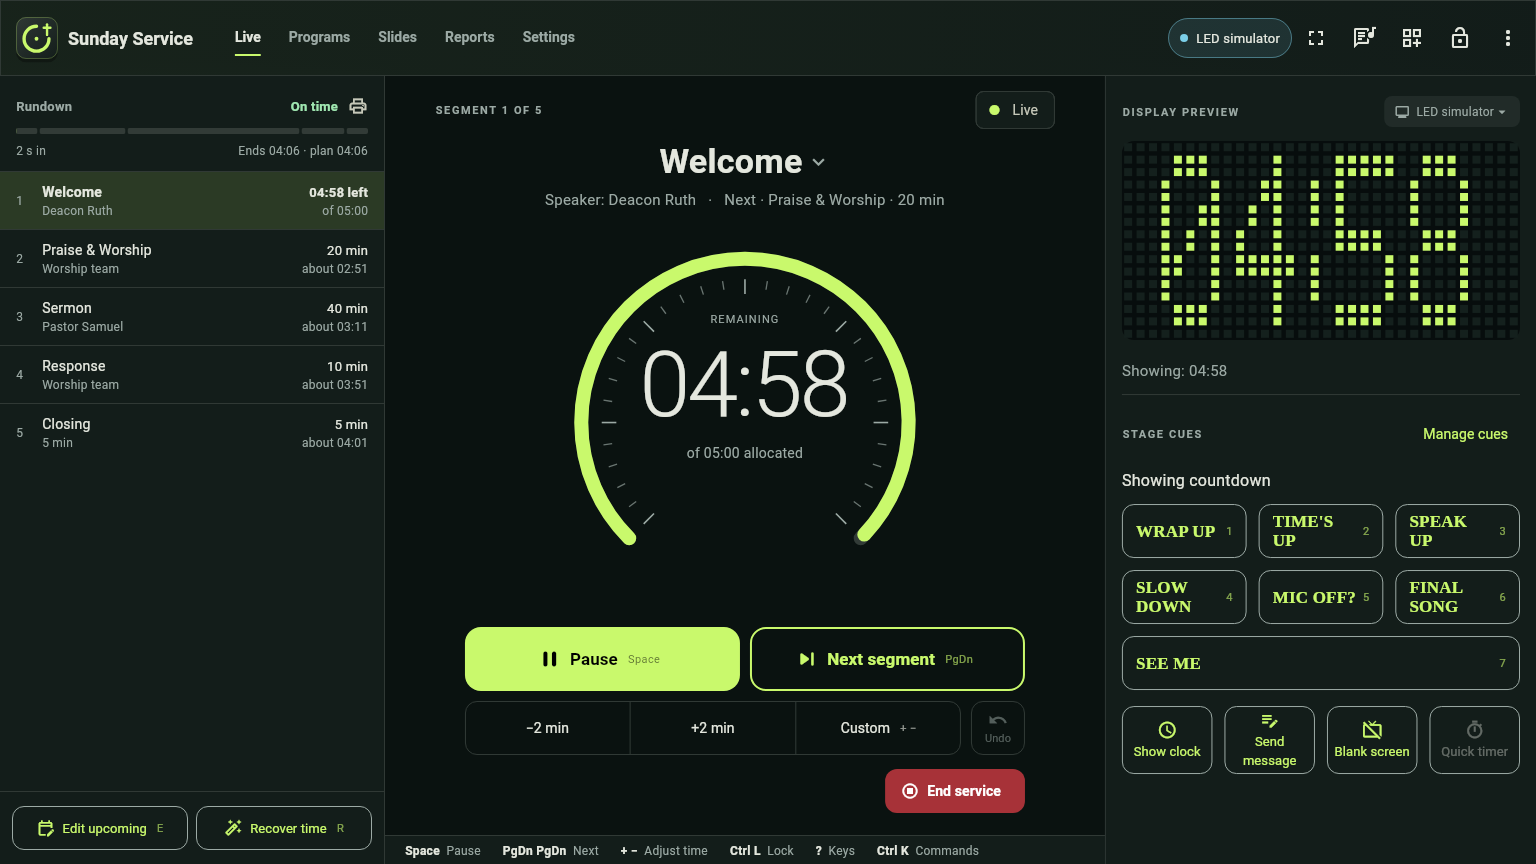 Sunday Service
Live
Programs
Slides
Reports
Settings
LED simulator
Rundown
On time
2 s in
Ends 04:06 · plan 04:06
1
Welcome
04:58 left
Deacon Ruth
of 05:00
2
Praise & Worship
20 min
Worship team
about 02:51
3
Sermon
40 min
Pastor Samuel
about 03:11
4
Response
10 min
Worship team
about 03:51
5
Closing
5 min
5 min
about 04:01
Edit upcoming E
Recover time R
SEGMENT 1 OF 5
Live
Welcome
Speaker: Deacon Ruth · Next · Praise & Worship · 20 min
REMAINING
04:58
of 05:00 allocated
Pause Space
Next segment PgDn
−2 min
+2 min
Custom + −
Undo
End service
Space Pause PgDn PgDn Next + − Adjust time Ctrl L Lock ? Keys Ctrl K Commands
DISPLAY PREVIEW
LED simulator
04:58
Showing: 04:58
STAGE CUES
Manage cues
Showing countdown
WRAP UP 1
TIME'S
UP
2
SPEAK
UP
3
SLOW
DOWN
4
MIC OFF? 5
FINAL
SONG
6
SEE ME 7
Show clock
Send
message
Blank screen
Quick timer